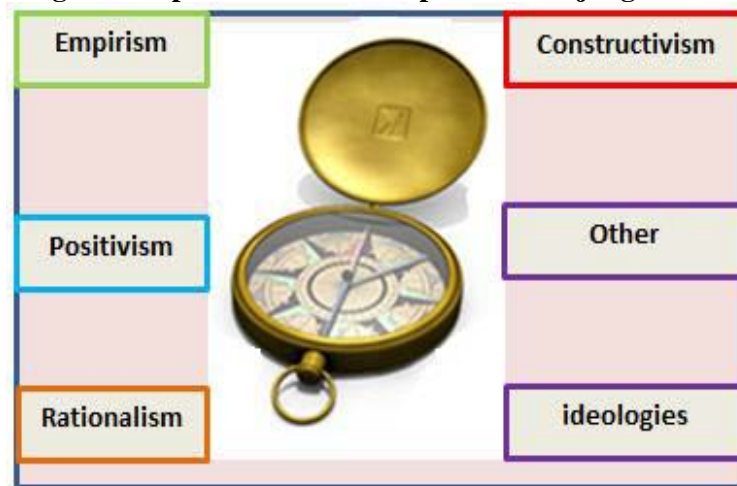 Empirism
Constructivism
Positivism
Other
Rationalism
ideologies